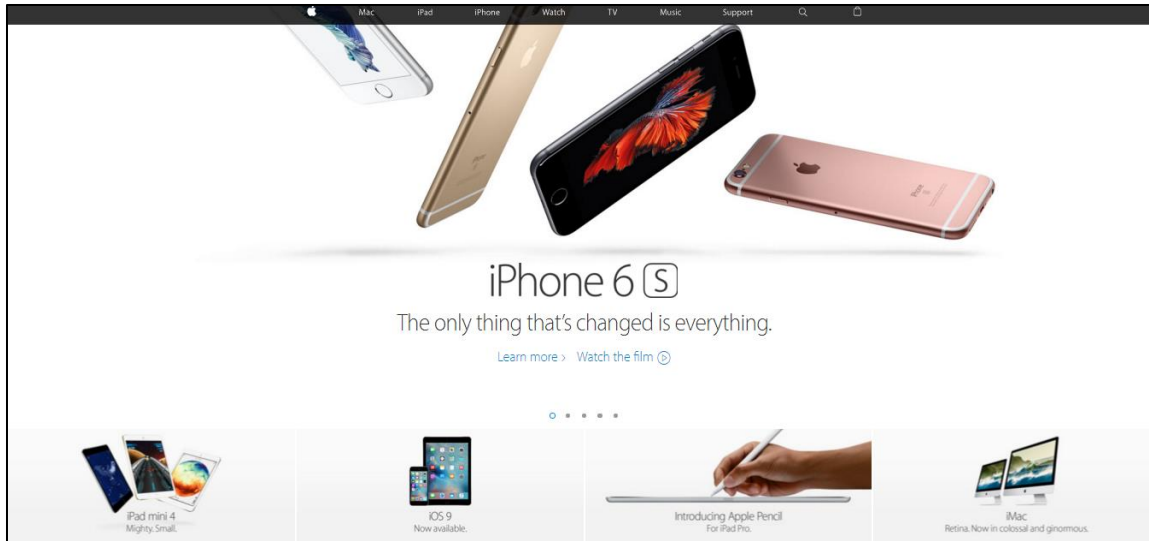 Mac iPad iPhone Watch TV Music Support
iPhone 6 S
The only thing that's changed is everything.
Learn more > Watch the film
iPad mini 4
Mighty. Small.
iOS 9
Now available.
Introducing Apple Pencil
For iPad Pro.
iMac
Retina. Now in colossal and ginormous.